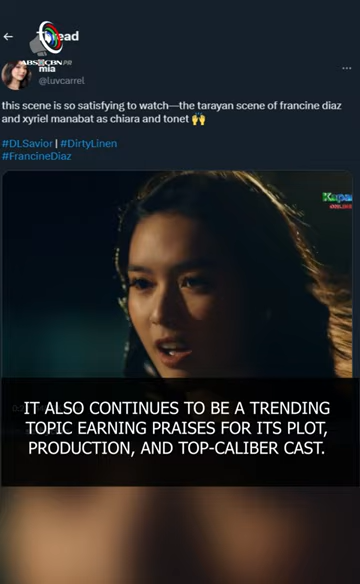 ABS-CBN PR
mia
@luvcarrel
this scene is so satisfying to watch—the tarayan scene of francine diaz
and xyriel manabat as chiara and tonet 🙌
#DLSavior | #DirtyLinen
#FrancineDiaz
IT ALSO CONTINUES TO BE A TRENDING
TOPIC EARNING PRAISES FOR ITS PLOT,
PRODUCTION, AND TOP-CALIBER CAST.